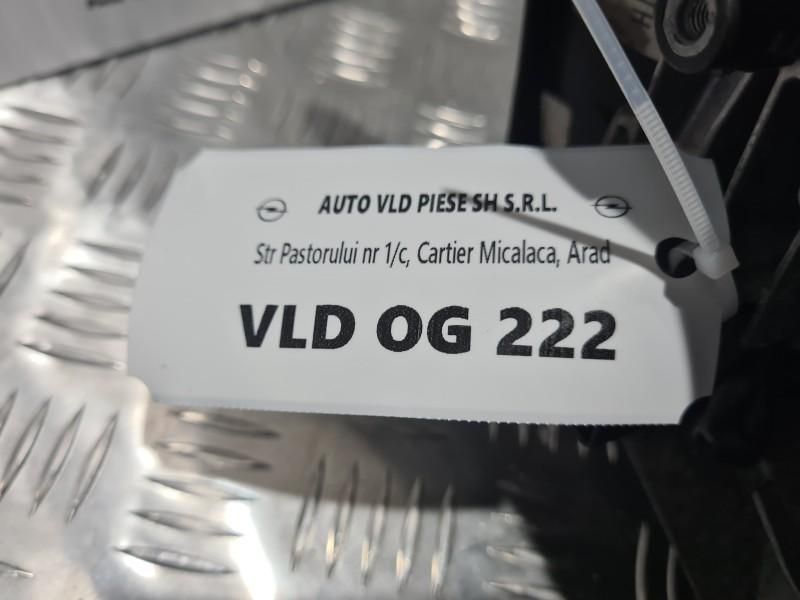 AUTO VLD PIESE SH S.R.L.
Str Pastorului nr 1/c, Cartier Micalaca, Arad
VLD OG 222